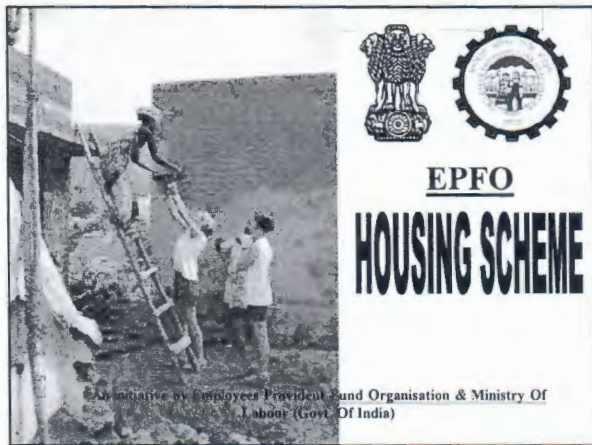 EPFO
HOUSING SCHEME
An initiative by Employees Provident Fund Organisation & Ministry Of
Labour (Govt. Of India)